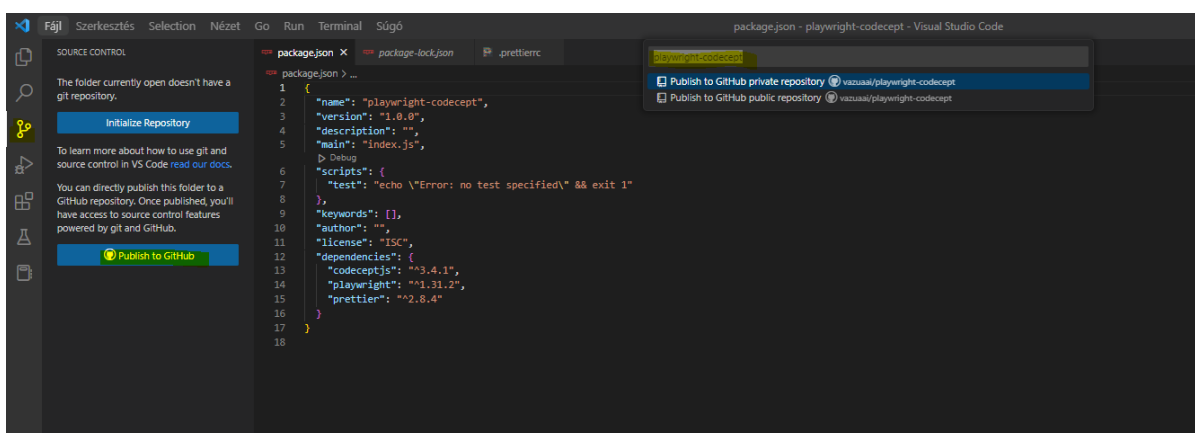 Fájl Szerkesztés Selection Nézet Go Run Terminal Súgó
package.json - playwright-codecept - Visual Studio Code
SOURCE CONTROL
The folder currently open doesn't have a
git repository.
Initialize Repository
To learn more about how to use git and
source control in VS Code read our docs.
You can directly publish this folder to a
GitHub repository. Once published, you'll
have access to source control features
powered by git and GitHub.
Publish to GitHub
package.json package-lock.json .prettierrc
package.json > ...
1 {
2 "name": "playwright-codecept",
3 "version": "1.0.0",
4 "description": "",
5 "main": "index.js",
Debug
6 "scripts": {
7 "test": "echo \"Error: no test specified\" && exit 1"
8 },
9 "keywords": [],
10 "author": "",
11 "license": "ISC",
12 "dependencies": {
13 "codeceptjs": "^3.4.1",
14 "playwright": "^1.31.2",
15 "prettier": "^2.8.4"
16 }
17 }
18
playwright-codecept
Publish to GitHub private repository vazuaai/playwright-codecept
Publish to GitHub public repository vazuaai/playwright-codecept